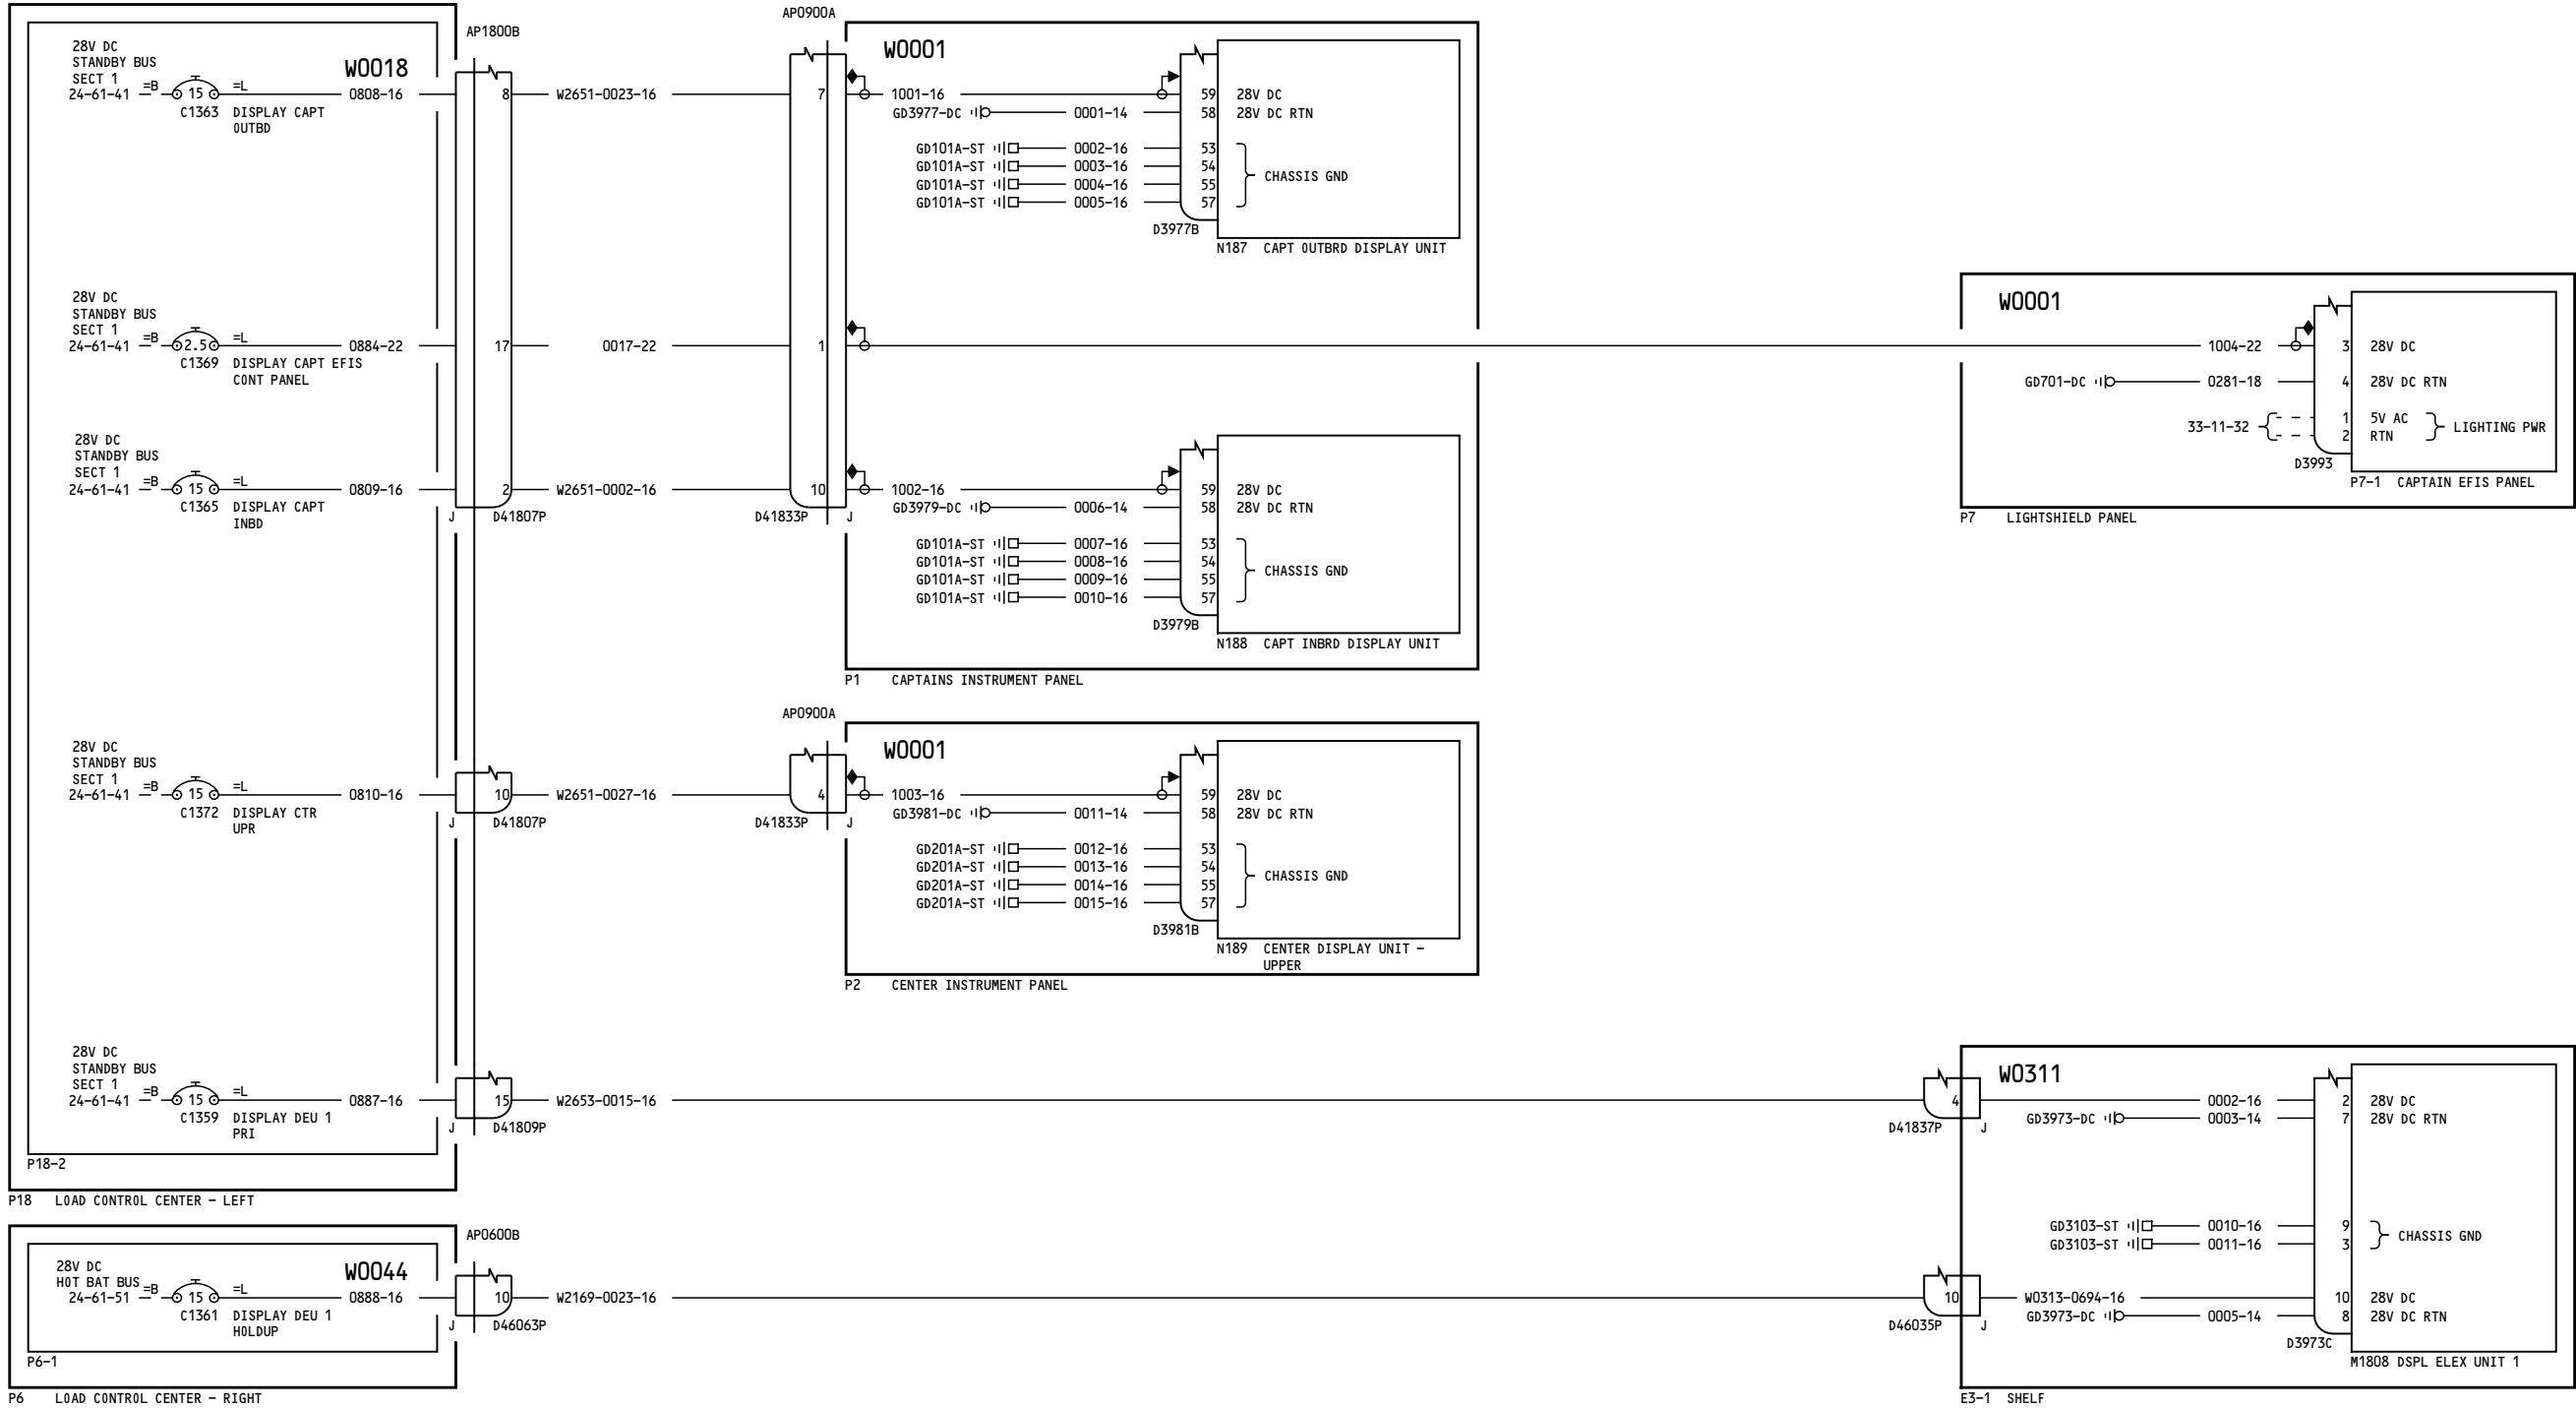 AP1800B
AP0900A
28V DC
STANDBY BUS
SECT 1
24-61-41 =B 15 =L
C1363 DISPLAY CAPT
OUTBD
W0018
0808-16
8 W2651-0023-16 7
W0001
1001-16 59 28V DC
GD3977-DC 0001-14 58 28V DC RTN
GD101A-ST 0002-16 53
GD101A-ST 0003-16 54
GD101A-ST 0004-16 55
GD101A-ST 0005-16 57
CHASSIS GND
D3977B
N187 CAPT OUTBRD DISPLAY UNIT
28V DC
STANDBY BUS
SECT 1
24-61-41 =B 2.5 =L 0884-22 17 0017-22 1
C1369 DISPLAY CAPT EFIS
CONT PANEL
W0001
1004-22 3 28V DC
GD701-DC 0281-18 4 28V DC RTN
33-11-32
1 5V AC
2 RTN
LIGHTING PWR
D3993
P7-1 CAPTAIN EFIS PANEL
P7 LIGHTSHIELD PANEL
28V DC
STANDBY BUS
SECT 1
24-61-41 =B 15 =L 0809-16 2 W2651-0002-16 10
C1365 DISPLAY CAPT
INBD
J D41807P
D41833P J
1002-16 59 28V DC
GD3979-DC 0006-14 58 28V DC RTN
GD101A-ST 0007-16 53
GD101A-ST 0008-16 54
GD101A-ST 0009-16 55
GD101A-ST 0010-16 57
CHASSIS GND
D3979B
N188 CAPT INBRD DISPLAY UNIT
P1 CAPTAINS INSTRUMENT PANEL
AP0900A
28V DC
STANDBY BUS
SECT 1
24-61-41 =B 15 =L 0810-16 10 W2651-0027-16 4
C1372 DISPLAY CTR
UPR
J D41807P
D41833P J
W0001
1003-16 59 28V DC
GD3981-DC 0011-14 58 28V DC RTN
GD201A-ST 0012-16 53
GD201A-ST 0013-16 54
GD201A-ST 0014-16 55
GD201A-ST 0015-16 57
CHASSIS GND
D3981B
N189 CENTER DISPLAY UNIT -
UPPER
P2 CENTER INSTRUMENT PANEL
28V DC
STANDBY BUS
SECT 1
24-61-41 =B 15 =L 0887-16 15 W2653-0015-16 4
C1359 DISPLAY DEU 1
PRI
J D41809P
D41837P J
P18-2
P18 LOAD CONTROL CENTER - LEFT
W0311
0002-16 2 28V DC
GD3973-DC 0003-14 7 28V DC RTN
GD3103-ST 0010-16 9
GD3103-ST 0011-16 3
CHASSIS GND
AP0600B
28V DC
HOT BAT BUS
W0044
24-61-51 =B 15 =L 0888-16 10 W2169-0023-16 10
C1361 DISPLAY DEU 1
HOLDUP
J D46063P
D46035P J
W0313-0694-16 10 28V DC
GD3973-DC 0005-14 8 28V DC RTN
D3973C
M1808 DSPL ELEX UNIT 1
P6-1
P6 LOAD CONTROL CENTER - RIGHT
E3-1 SHELF